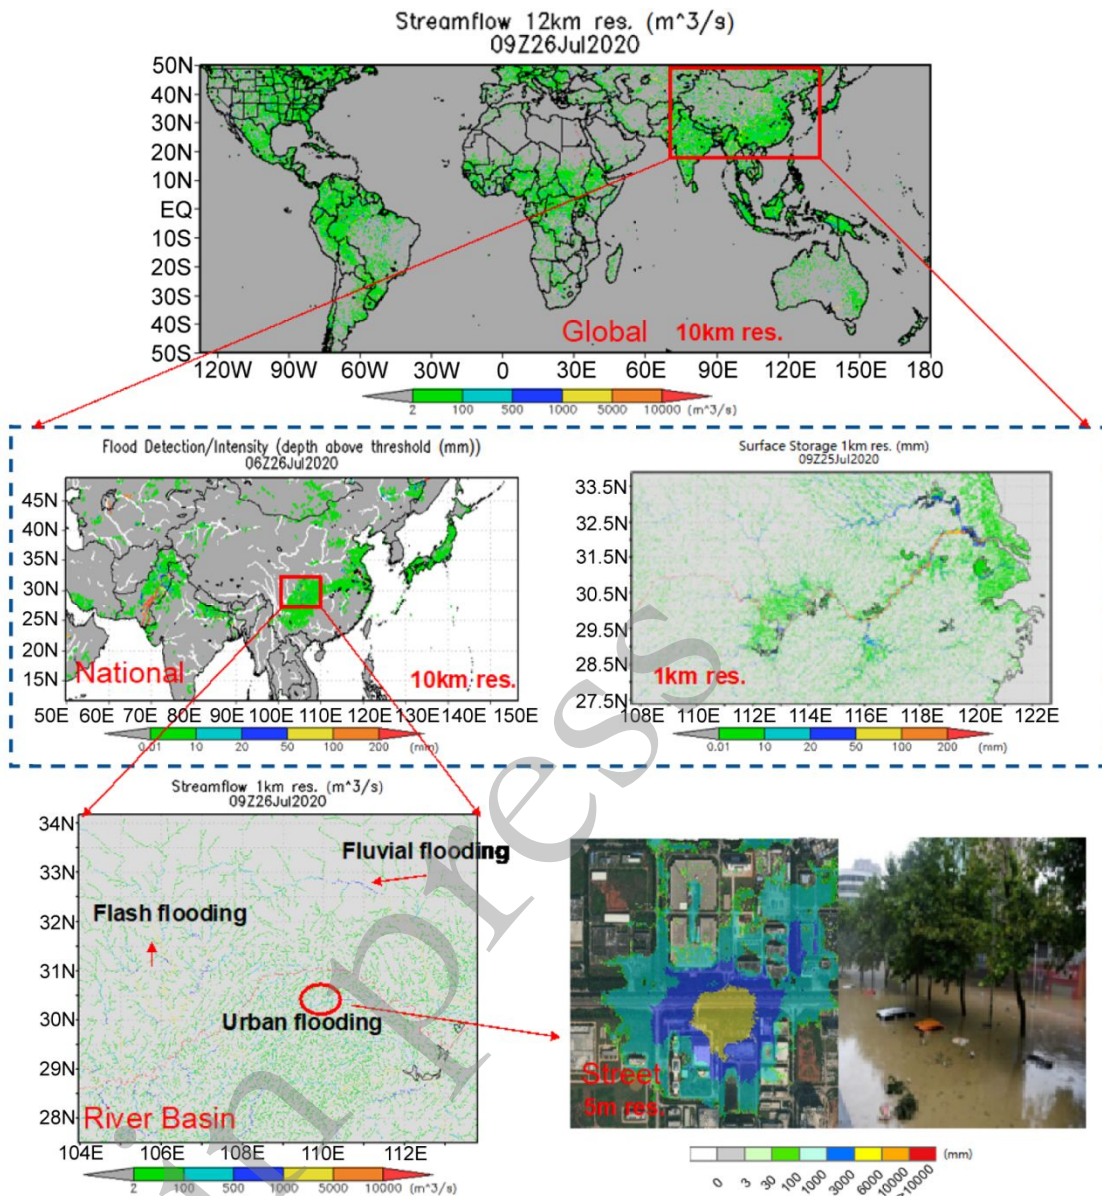 Streamflow 12km res. (m^3/s)
09Z26Jul2020
50N
40N
30N
20N
10N
EQ
10S
20S
30S
40S
50S
Global 10km res.
120W 90W 60W 30W 0 30E 60E 90E 120E 150E 180
2 100 500 1000 5000 10000 (m^3/s)
Flood Detection/Intensity (depth above threshold (mm))
06Z26Jul2020
45N
40N
35N
30N
25N
20N
15N
National
10km res.
50E 60E 70E 80E 90E 100E 110E 120E 130E 140E 150E
0.01 10 20 50 100 200 (mm)
Surface Storage 1km res. (mm)
09Z25Jul2020
33.5N
32.5N
31.5N
30.5N
29.5N
28.5N
27.5N
1km res.
108E 110E 112E 114E 116E 118E 120E 122E
0.01 10 20 50 100 200 (mm)
Streamflow 1km res. (m^3/s)
09Z26Jul2020
34N
33N
32N
31N
30N
29N
28N
Fluvial flooding
Flash flooding
Urban flooding
River Basin
104E 106E 108E 110E 112E
2 100 500 1000 5000 10000 (m^3/s)
Street
5m res.
0 3 30 100 1000 3000 6000 10000 >10000 (mm)
in press